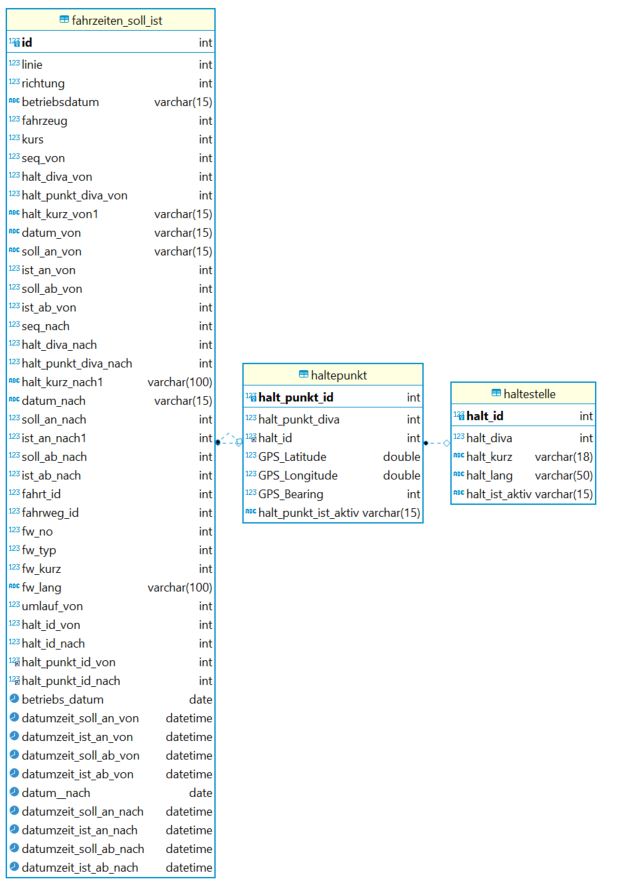 fahrzeiten_soll_ist
123 id int
123 linie int
123 richtung int
ABC betriebsdatum varchar(15)
123 fahrzeug int
123 kurs int
123 seq_von int
123 halt_diva_von int
123 halt_punkt_diva_von int
ABC halt_kurz_von1 varchar(15)
ABC datum_von varchar(15)
ABC soll_an_von varchar(15)
123 ist_an_von int
123 soll_ab_von int
123 ist_ab_von int
123 seq_nach int
123 halt_diva_nach int
123 halt_punkt_diva_nach int
ABC halt_kurz_nach1 varchar(100)
ABC datum_nach varchar(15)
123 soll_an_nach int
123 ist_an_nach1 int
123 soll_ab_nach int
123 ist_ab_nach int
123 fahrt_id int
123 fahrweg_id int
123 fw_no int
123 fw_typ int
123 fw_kurz int
ABC fw_lang varchar(100)
123 umlauf_von int
123 halt_id_von int
123 halt_id_nach int
123 halt_punkt_id_von int
123 halt_punkt_id_nach int
betriebs_datum date
datumzeit_soll_an_von datetime
datumzeit_ist_an_von datetime
datumzeit_soll_ab_von datetime
datumzeit_ist_ab_von datetime
datum__nach date
datumzeit_soll_an_nach datetime
datumzeit_ist_an_nach datetime
datumzeit_soll_ab_nach datetime
datumzeit_ist_ab_nach datetime
haltepunkt
123 halt_punkt_id int
123 halt_punkt_diva int
123 halt_id int
123 GPS_Latitude double
123 GPS_Longitude double
123 GPS_Bearing int
ABC halt_punkt_ist_aktiv varchar(15)
haltestelle
123 halt_id int
123 halt_diva int
ABC halt_kurz varchar(18)
ABC halt_lang varchar(50)
ABC halt_ist_aktiv varchar(15)